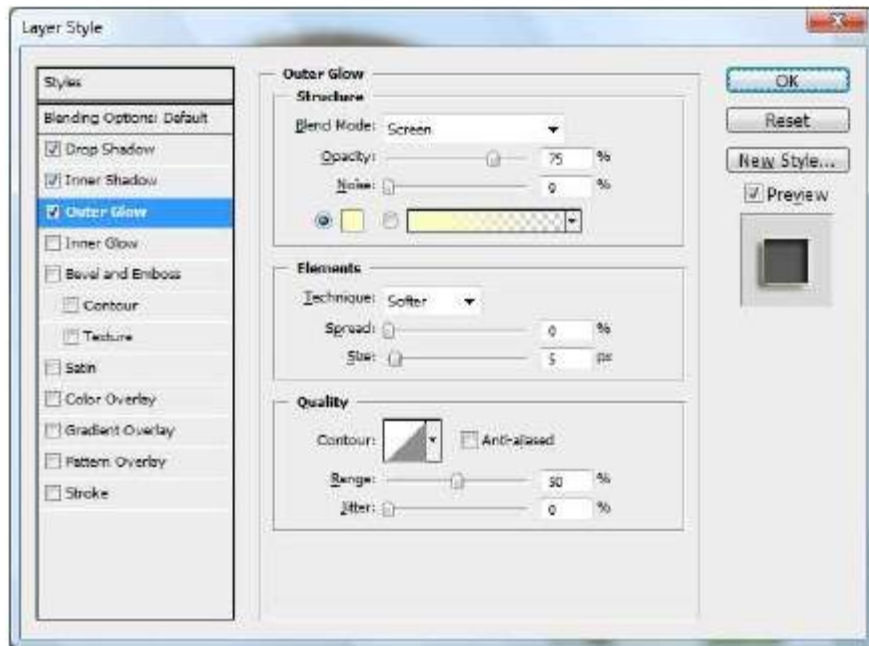 Layer Style
Styles
Blending Options: Default
Drop Shadow
Inner Shadow
Outer Glow
Inner Glow
Bevel and Emboss
Contour
Texture
Satin
Color Overlay
Gradient Overlay
Pattern Overlay
Stroke
Outer Glow
Structure
Blend Mode: Screen
Opacity: 75 %
Noise: 0 %
Elements
Technique: Softer
Spread: 0 %
Size: 5 px
Quality
Contour: Anti-aliased
Range: 50 %
Jitter: 0 %
OK
Reset
New Style...
Preview